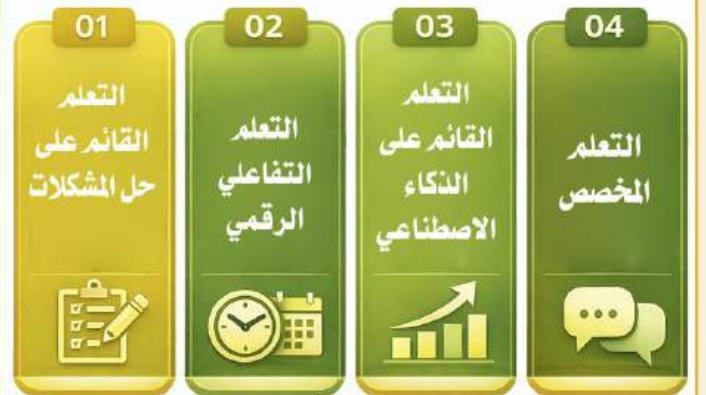 01
التعلم
القائم على
حل المشكلات
02
التعلم
التفاعلي
الرقمي
03
التعلم
القائم على
الذكاء
الاصطناعي
04
التعلم
المخصص